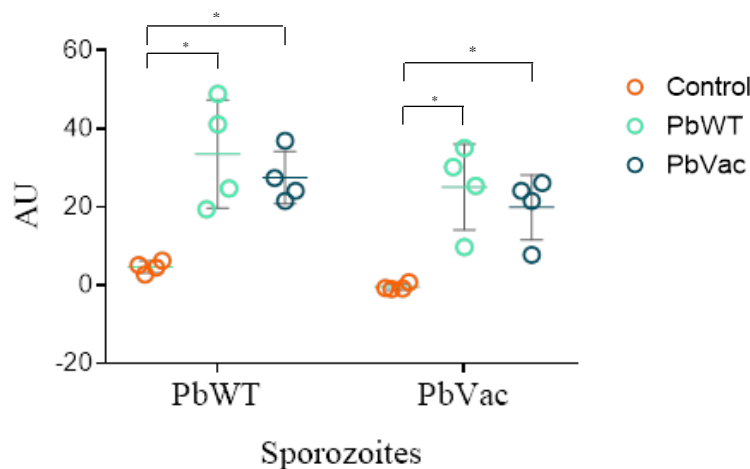 *
*
*
*
60
40
20
0
-20
AU
PbWT
PbVac
Sporozoites
Control
PbWT
PbVac